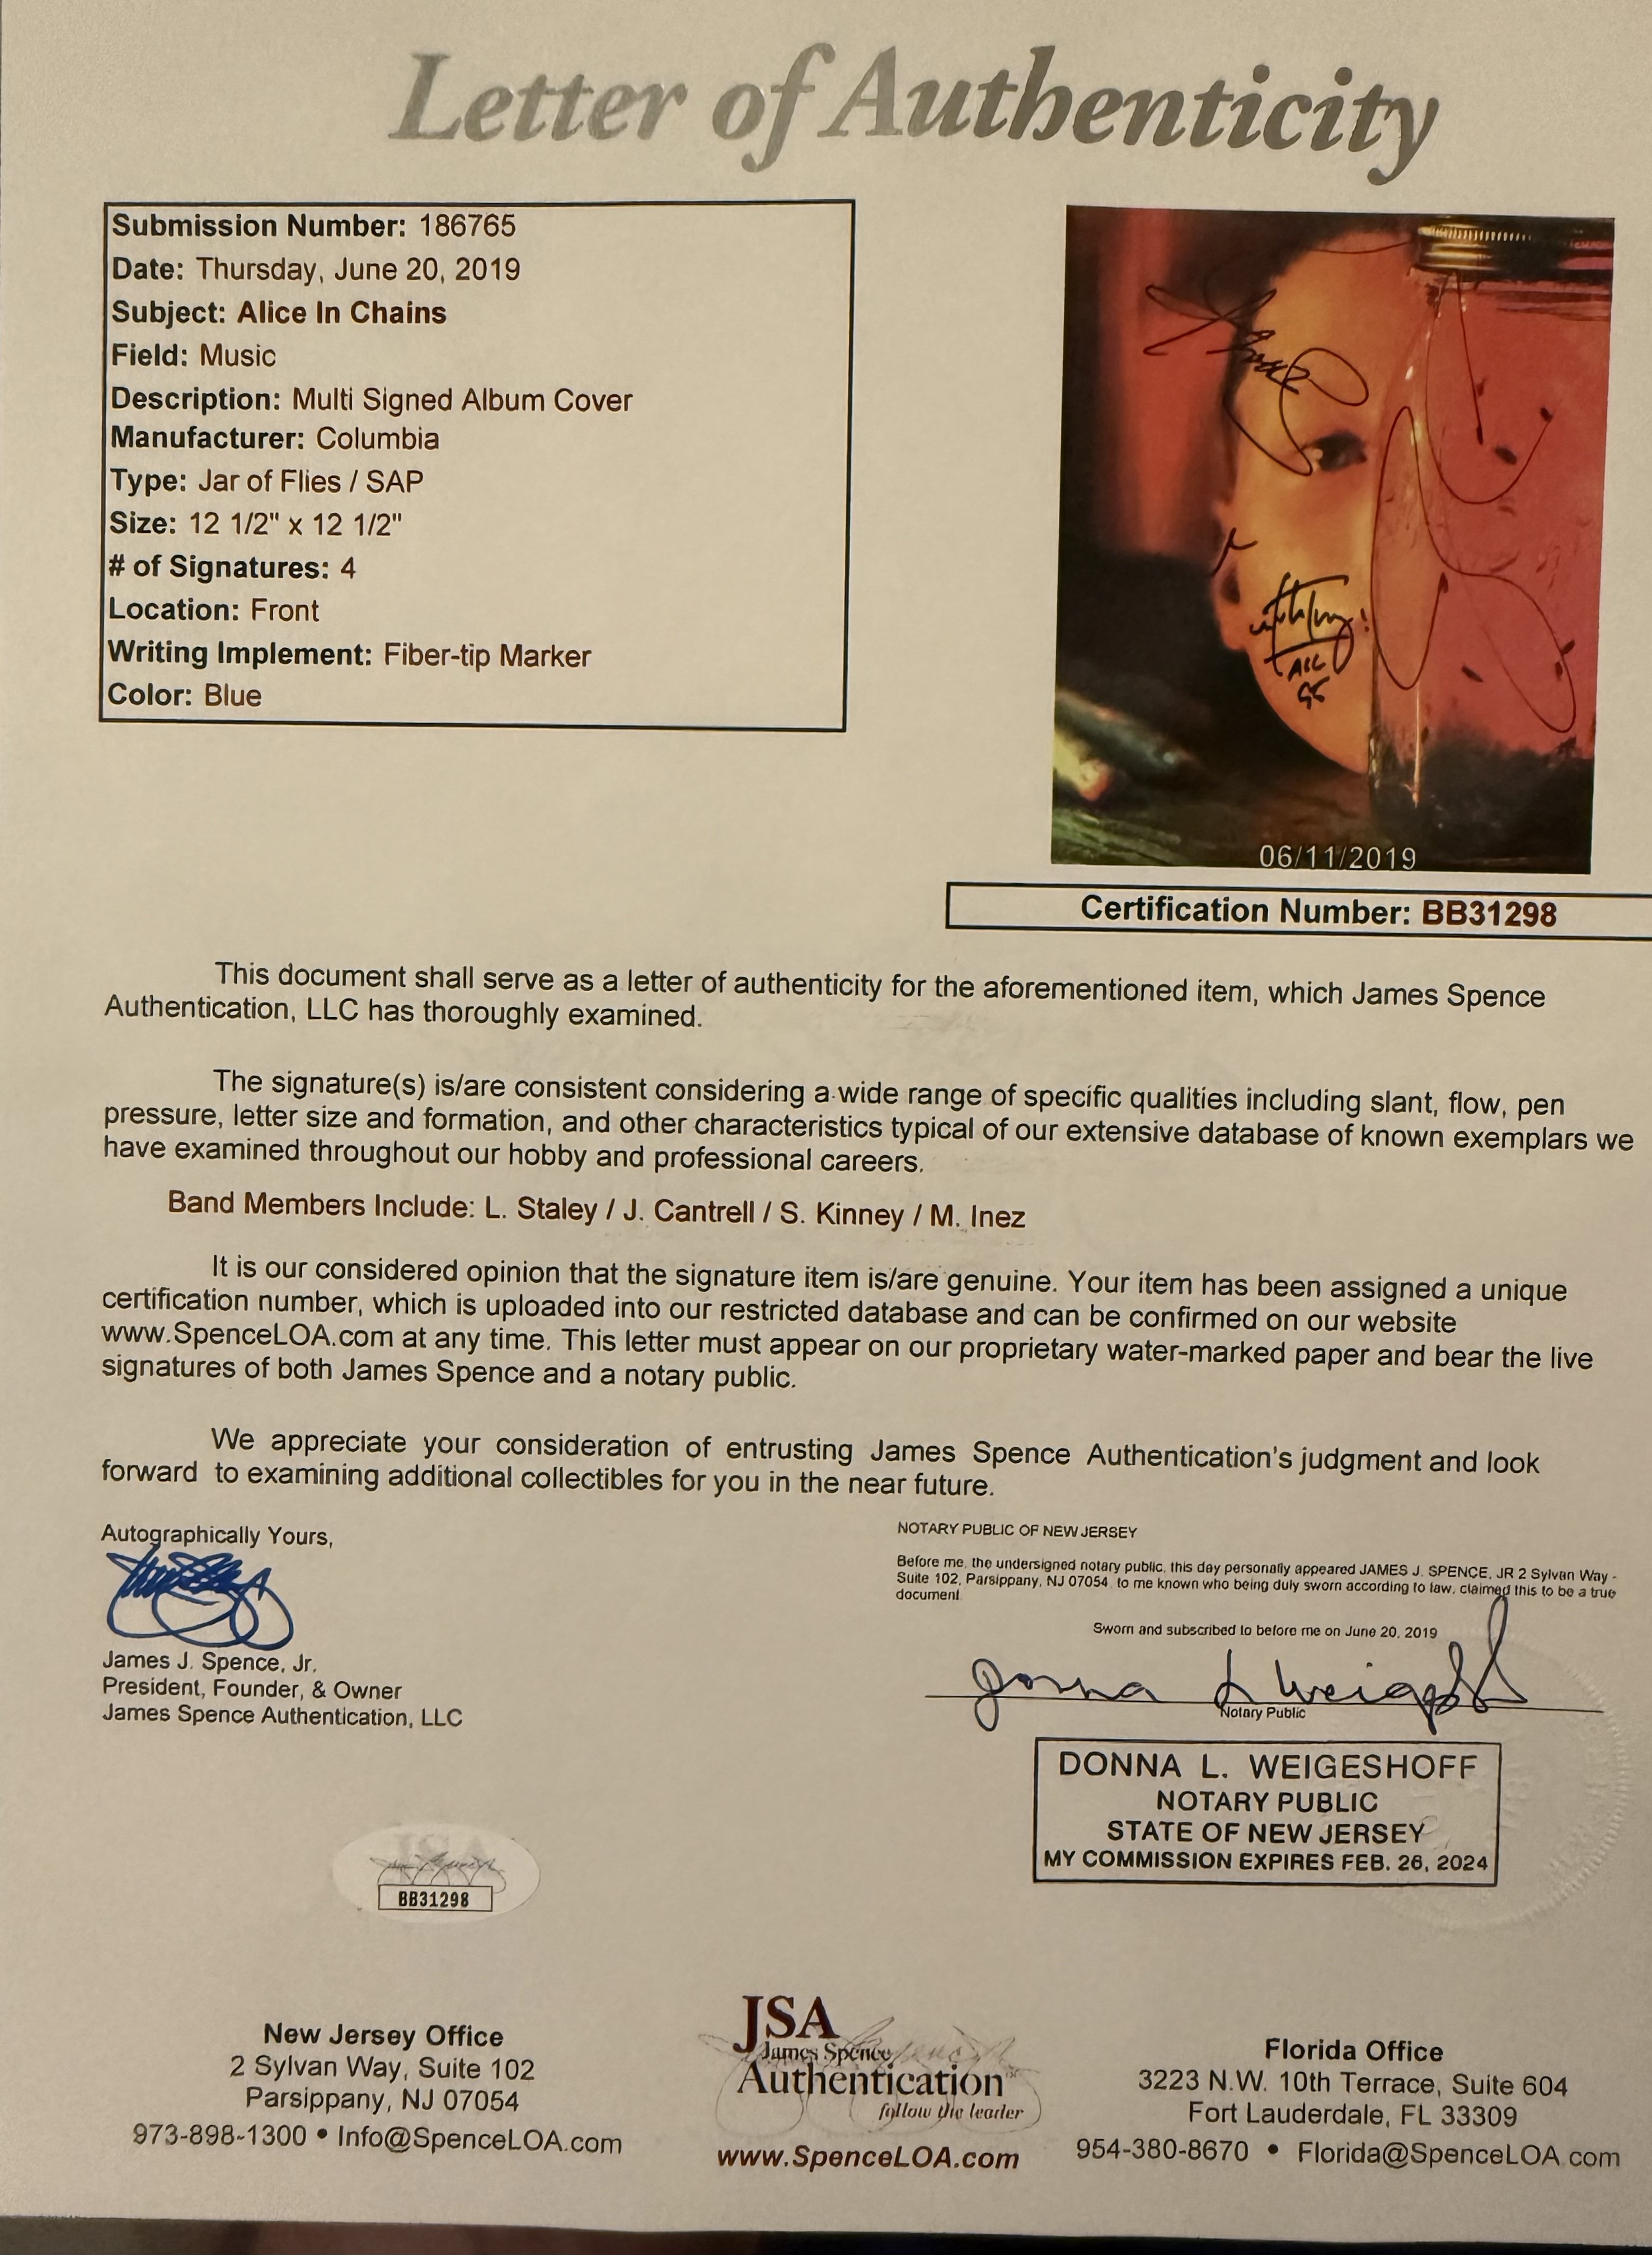 Letter of Authenticity
Submission Number: 186765
Date: Thursday, June 20, 2019
Subject: Alice In Chains
Field: Music
Description: Multi Signed Album Cover
Manufacturer: Columbia
Type: Jar of Flies / SAP
Size: 12 1/2" x 12 1/2"
# of Signatures: 4
Location: Front
Writing Implement: Fiber-tip Marker
Color: Blue
AIC
06/11/2019
Certification Number: BB31298
This document shall serve as a letter of authenticity for the aforementioned item, which James Spence
Authentication, LLC has thoroughly examined.
The signature(s) is/are consistent considering a wide range of specific qualities including slant, flow, pen
pressure, letter size and formation, and other characteristics typical of our extensive database of known exemplars we
have examined throughout our hobby and professional careers.
Band Members Include: L. Staley / J. Cantrell / S. Kinney / M. Inez
It is our considered opinion that the signature item is/are genuine. Your item has been assigned a unique
certification number, which is uploaded into our restricted database and can be confirmed on our website
www.SpenceLOA.com at any time. This letter must appear on our proprietary water-marked paper and bear the live
signatures of both James Spence and a notary public.
We appreciate your consideration of entrusting James Spence Authentication's judgment and look
forward to examining additional collectibles for you in the near future.
Autographically Yours,
James J. Spence, Jr.
President, Founder, & Owner
James Spence Authentication, LLC
NOTARY PUBLIC OF NEW JERSEY
Before me, the undersigned notary public, this day personally appeared JAMES J. SPENCE, JR 2 Sylvan Way -
Suite 102, Parsippany, NJ 07054, to me known who being duly sworn according to law, claimed this to be a true
document
Sworn and subscribed to before me on June 20, 2019
Donna L Weigeshoff
Notary Public
DONNA L. WEIGESHOFF
NOTARY PUBLIC
STATE OF NEW JERSEY
MY COMMISSION EXPIRES FEB. 26, 2024
JSA
BB31298
New Jersey Office
2 Sylvan Way, Suite 102
Parsippany, NJ 07054
973-898-1300 • Info@SpenceLOA.com
JSA
James Spence
Authentication
follow the leader
www.SpenceLOA.com
Florida Office
3223 N.W. 10th Terrace, Suite 604
Fort Lauderdale, FL 33309
954-380-8670 • Florida@SpenceLOA.com